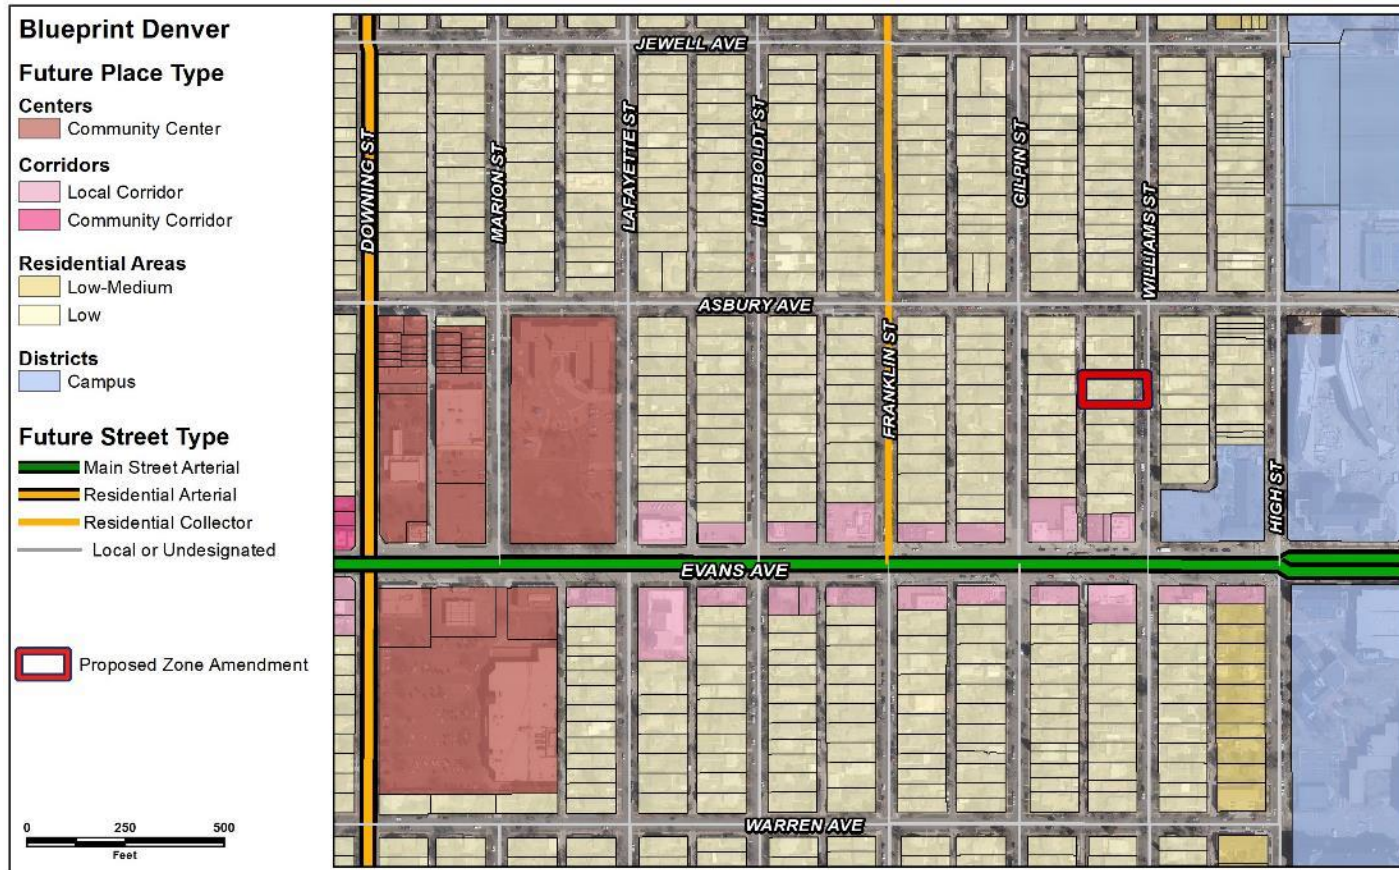 Blueprint Denver
Future Place Type
Centers
Community Center
Corridors
Local Corridor
Community Corridor
Residential Areas
Low-Medium
Low
Districts
Campus
Future Street Type
Main Street Arterial
Residential Arterial
Residential Collector
Local or Undesignated
Proposed Zone Amendment
0 250 500
Feet
JEWELL AVE
DOWNING ST
MARION ST
LAFAYETTE ST
HUMBOLDT ST
GILPIN ST
WILLIAMS ST
ASBURY AVE
FRANKLIN ST
HIGH ST
EVANS AVE
WARREN AVE